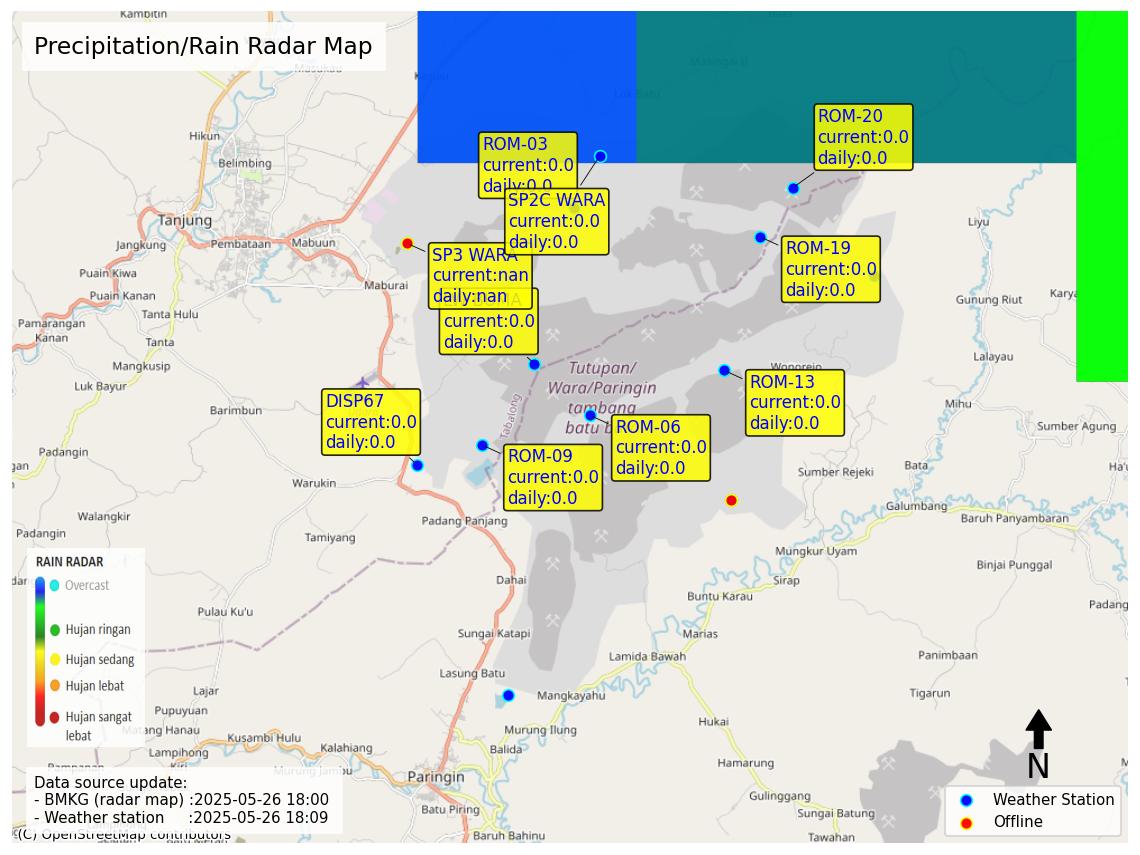 Kambitin
Precipitation/Rain Radar Map
Masukau
Hikun
Belimbing
Tanjung
Jangkung
Pembataan
Mabuun
Puain Kiwa
Puain Kanan
Maburai
Tanta Hulu
Pamarangan
Kanan
Tanta
Mangkusip
Luk Bayur
Barimbun
Padangin
Warukin
Walangkir
Padangin
Tamiyang
Padang Panjang
ROM-03
current:0.0
daily:0.0
SP2C WARA
current:0.0
daily:0.0
ROM-20
current:0.0
daily:0.0
ROM-19
current:0.0
daily:0.0
SP3 WARA
current:nan
daily:nan
current:0.0
daily:0.0
Tutupan/
Wara/Paringin
tambang
batu b
Tabalong
Wonorejo
ROM-13
current:0.0
daily:0.0
DISP67
current:0.0
daily:0.0
ROM-06
current:0.0
daily:0.0
ROM-09
current:0.0
daily:0.0
Liyu
Gunung Riut
Karya
Lalayau
Mihu
Sumber Agung
Bata
Sumber Rejeki
Galumbang
Baruh Panyambaran
Mungkur Uyam
Binjai Punggal
Sirap
Buntu Karau
Padang
Dahai
Pulau Ku'u
Sungai Katapi
Marias
Lamida Bawah
Panimbaan
Lasung Batu
Tigarun
Mangkayahu
Lajar
Pupuyuan
Matang Hanau
Lampihong
Kusambi Hulu
Kalahiang
Murung Jambu
Murung Ilung
Balida
Hukai
Hamarung
Paringin
Batu Piring
Baruh Bahinu
Gulinggang
Sungai Batung
Tawahan
RAIN RADAR
Overcast
Hujan ringan
Hujan sedang
Hujan lebat
Hujan sangat
lebat
Data source update:
- BMKG (radar map) :2025-05-26 18:00
- Weather station :2025-05-26 18:09
(C) OpenStreetMap contributors
N
Weather Station
Offline